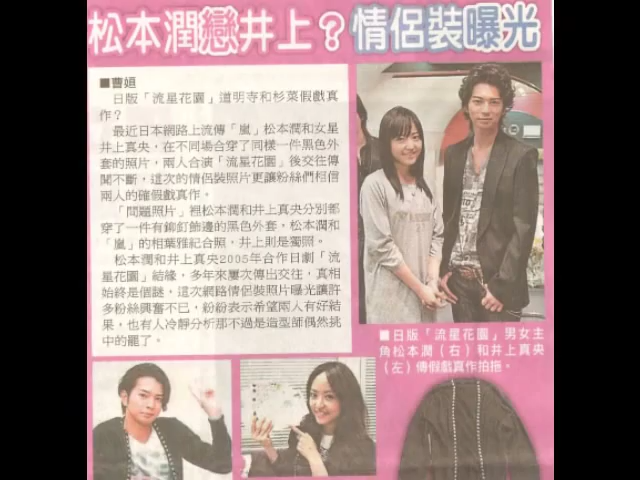 松本潤戀井上？情侶裝曝光
■曹姮
日版「流星花園」道明寺和杉菜假戲真
作？
最近日本網路上流傳「嵐」松本潤和女星
井上真央，在不同場合穿了同樣一件黑色外
套的照片，兩人合演「流星花園」後交往傳
聞不斷，這次的情侶裝照片更讓粉絲們相信
兩人的確假戲真作。
「問題照片」裡松本潤和井上真央分別都
穿了一件有鉚釘飾邊的黑色外套，松本潤和
「嵐」的相葉雅紀合照，井上則是獨照。
松本潤和井上真央2005年合作日劇「流
星花園」結緣，多年來屢次傳出交往，真相
始終是個謎，這次網路情侶裝照片曝光讓許
多粉絲興奮不已，紛紛表示希望兩人有好結
果，也有人冷靜分析那不過是造型師偶然挑
中的罷了。
■日版「流星花園」男女主
角松本潤（右）和井上真央
（左）傳假戲真作拍拖。